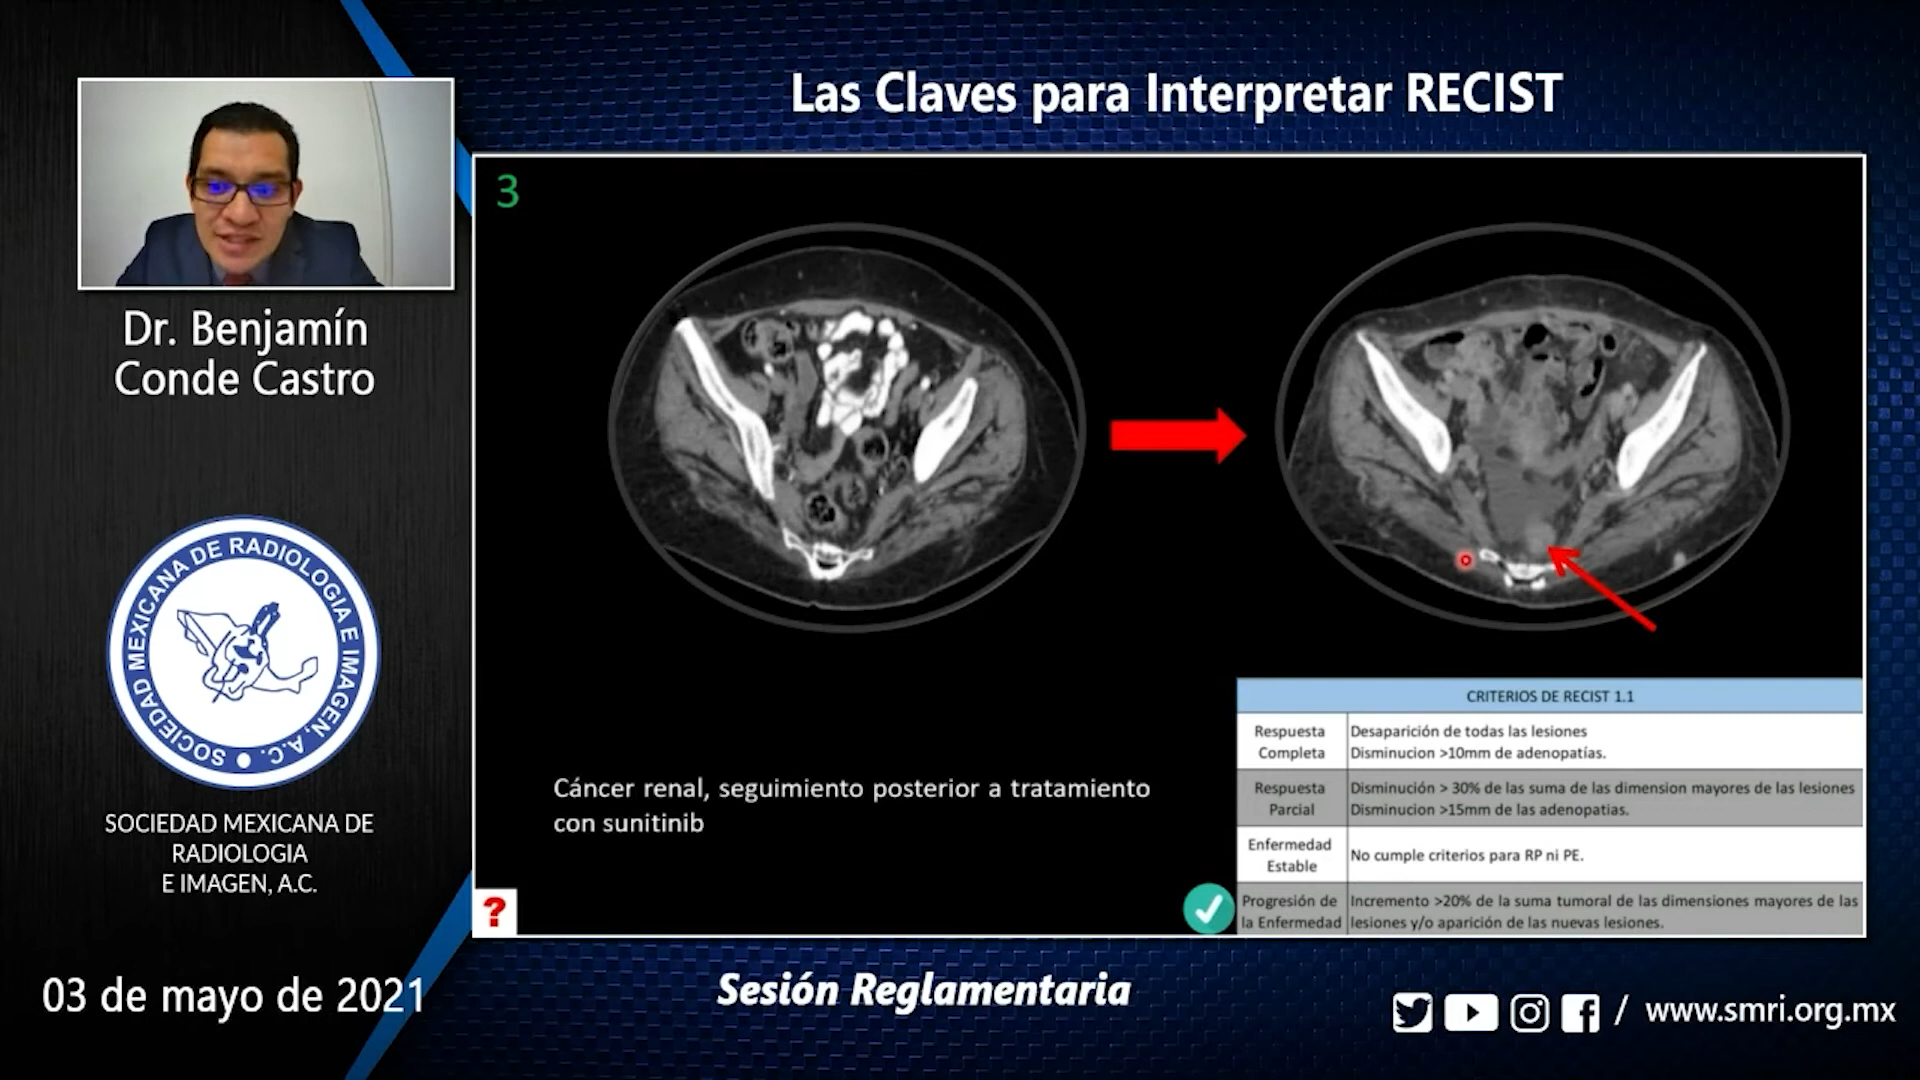 Las Claves para Interpretar RECIST
3
Dr. Benjamín
Conde Castro
SOCIEDAD MEXICANA DE RADIOLOGIA E IMAGEN, A.C.
SOCIEDAD MEXICANA DE
RADIOLOGIA
E IMAGEN, A.C.
03 de mayo de 2021
Cáncer renal, seguimiento posterior a tratamiento
con sunitinib
?
CRITERIOS DE RECIST 1.1
Respuesta
Completa
Desaparición de todas las lesiones
Disminucion >10mm de adenopatías.
Respuesta
Parcial
Disminución > 30% de las suma de las dimension mayores de las lesiones
Disminucion >15mm de las adenopatias.
Enfermedad
Estable
No cumple criterios para RP ni PE.
Progresión de
la Enfermedad
Incremento >20% de la suma tumoral de las dimensiones mayores de las
lesiones y/o aparición de las nuevas lesiones.
Sesión Reglamentaria
/ www.smri.org.mx